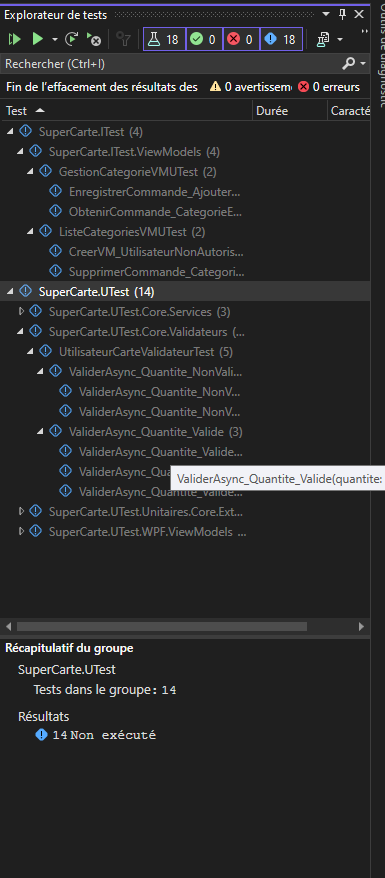 Explorateur de tests
18 0 0 18
Rechercher (Ctrl+I)
Fin de l'effacement des résultats des 0 avertissem 0 erreurs
Test Durée Caracté
SuperCarte.ITest (4)
SuperCarte.ITest.ViewModels (4)
GestionCategorieVMUTest (2)
EnregistrerCommande_Ajouter...
ObtenirCommande_CategorieE...
ListeCategoriesVMUTest (2)
CreerVM_UtilisateurNonAutoris...
SupprimerCommande_Categori...
SuperCarte.UTest (14)
SuperCarte.UTest.Core.Services (3)
SuperCarte.UTest.Core.Validateurs (...
UtilisateurCarteValidateurTest (5)
ValiderAsync_Quantite_NonVali...
ValiderAsync_Quantite_NonV...
ValiderAsync_Quantite_NonV...
ValiderAsync_Quantite_Valide (3)
ValiderAsync_Quantite_Valide...
ValiderAsync_Qua
ValiderAsync_Quantite_Valide(quantite:
ValiderAsync_Quantite_Valide...
SuperCarte.UTest.Unitaires.Core.Ext...
SuperCarte.UTest.WPF.ViewModels ...
Récapitulatif du groupe
SuperCarte.UTest
Tests dans le groupe : 14
Résultats
14 Non exécuté
Outils de diagnostic